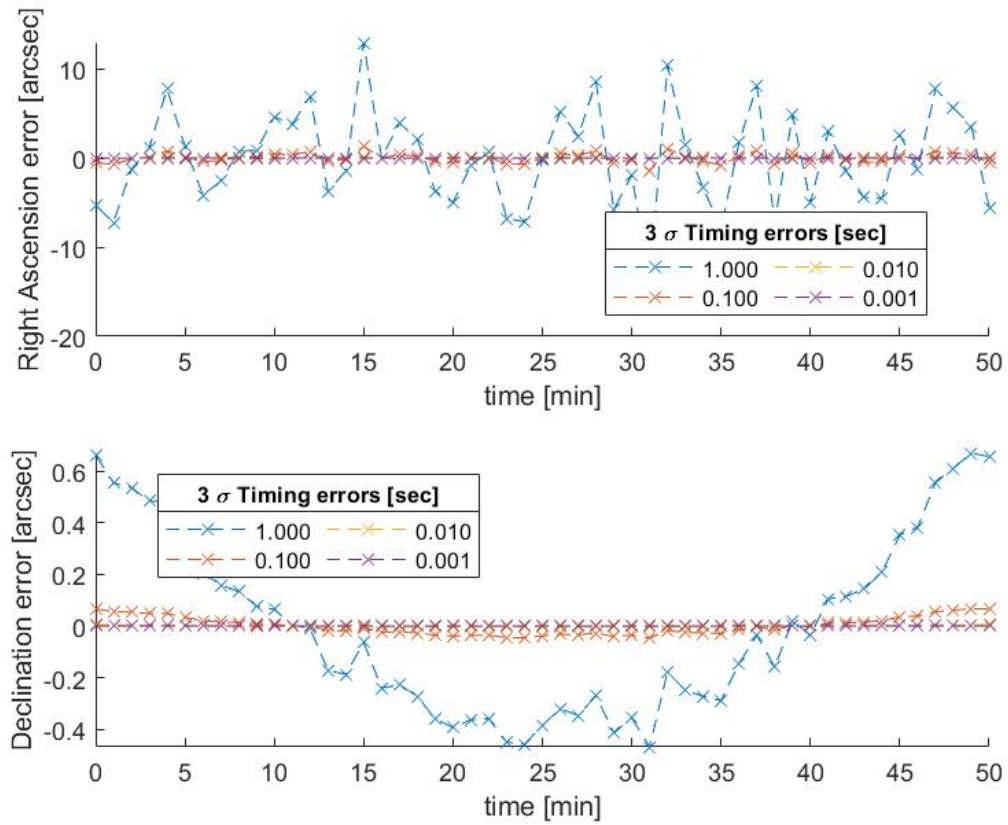 Right Ascension error [arcsec]
10
0
-10
-20
3 σ Timing errors [sec]
1.000 0.010
0.100 0.001
0 5 10 15 20 25 30 35 40 45 50
time [min]
Declination error [arcsec]
0.6
0.4
0.2
0
-0.2
-0.4
3 σ Timing errors [sec]
1.000 0.010
0.100 0.001
0 5 10 15 20 25 30 35 40 45 50
time [min]